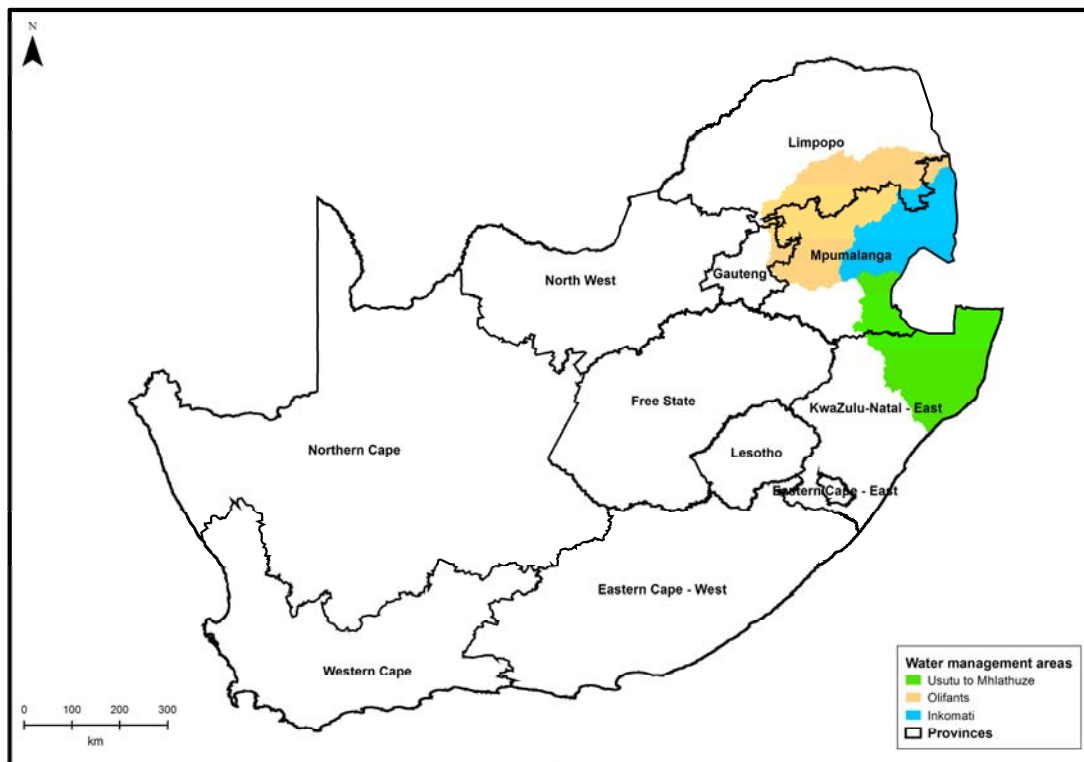 N
Limpopo
Mpumalanga
Gauteng
North West
Free State
KwaZulu-Natal - East
Northern Cape
Lesotho
Eastern Cape - East
Eastern Cape - West
Western Cape
Water management areas
Usutu to Mhlathuze
Olifants
Inkomati
Provinces
0 100 200 300
km